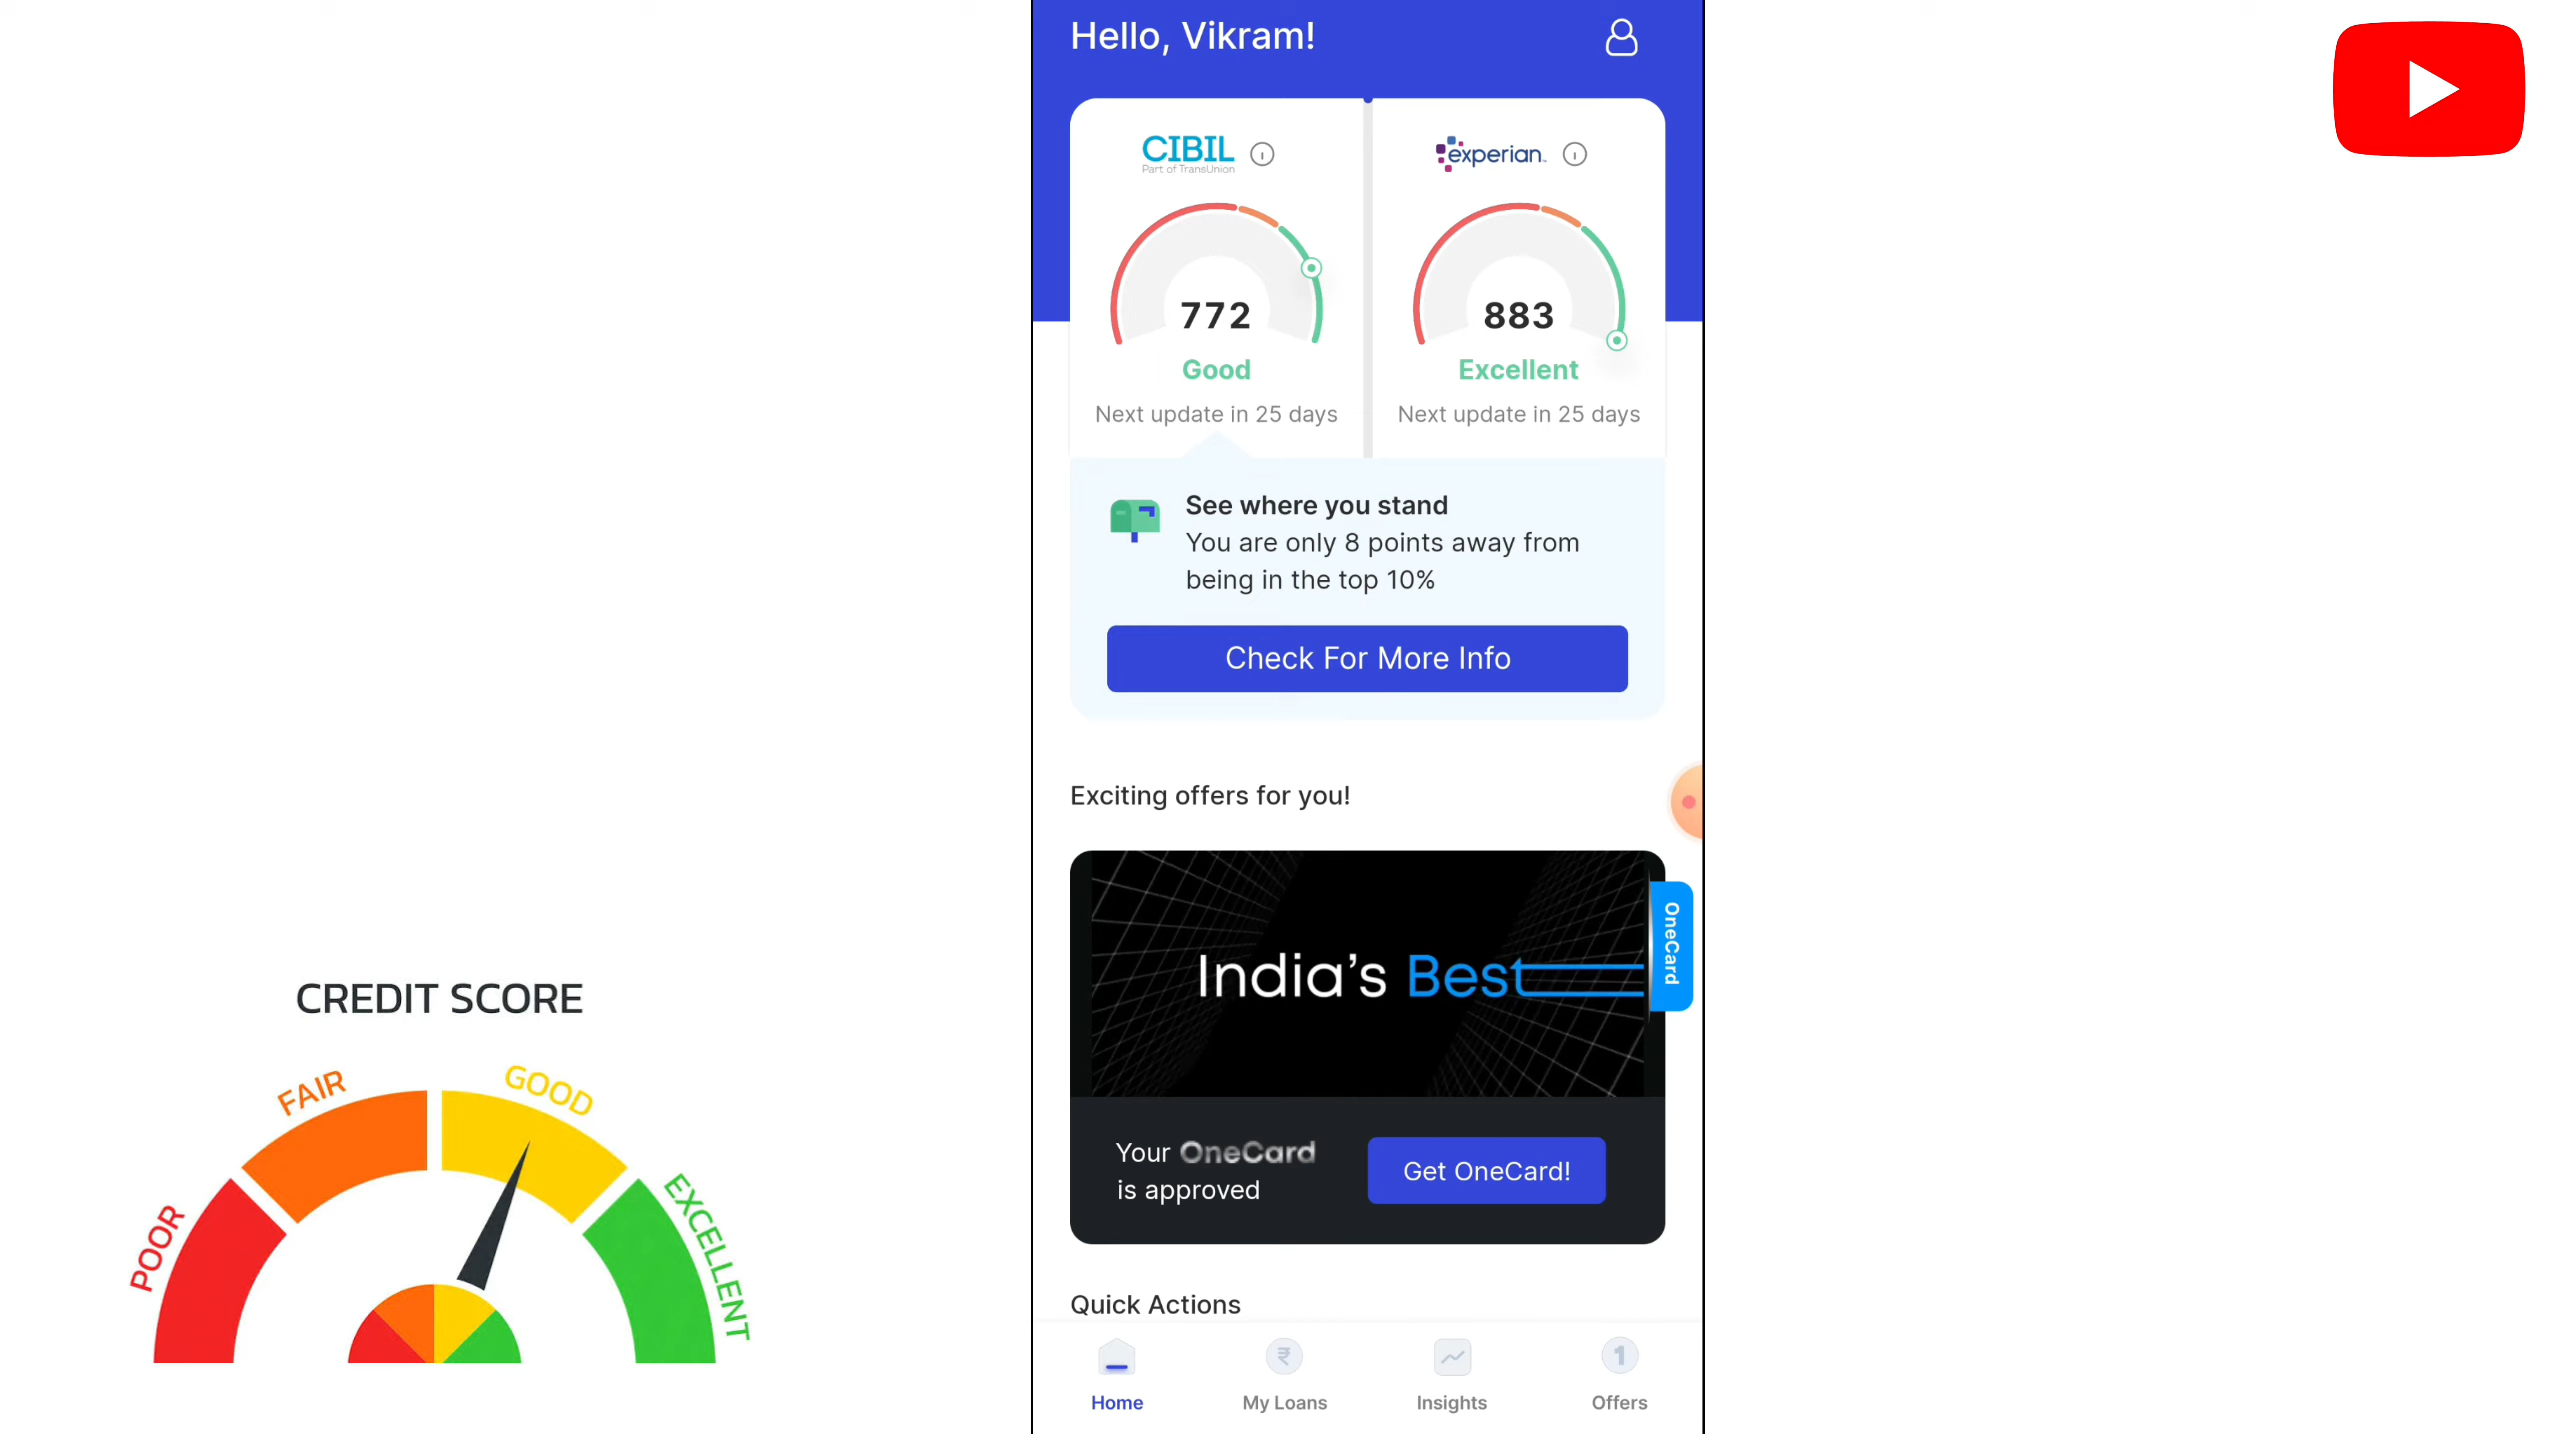 Hello, Vikram!
CIBIL
Part of TransUnion
experian
772
883
Good
Excellent
Next update in 25 days
Next update in 25 days
See where you stand
You are only 8 points away from
being in the top 10%
Check For More Info
Exciting offers for you!
India's Best
OneCard
Your OneCard
is approved
Get OneCard!
Quick Actions
Home
My Loans
Insights
Offers
CREDIT SCORE
POOR
FAIR
GOOD
EXCELLENT